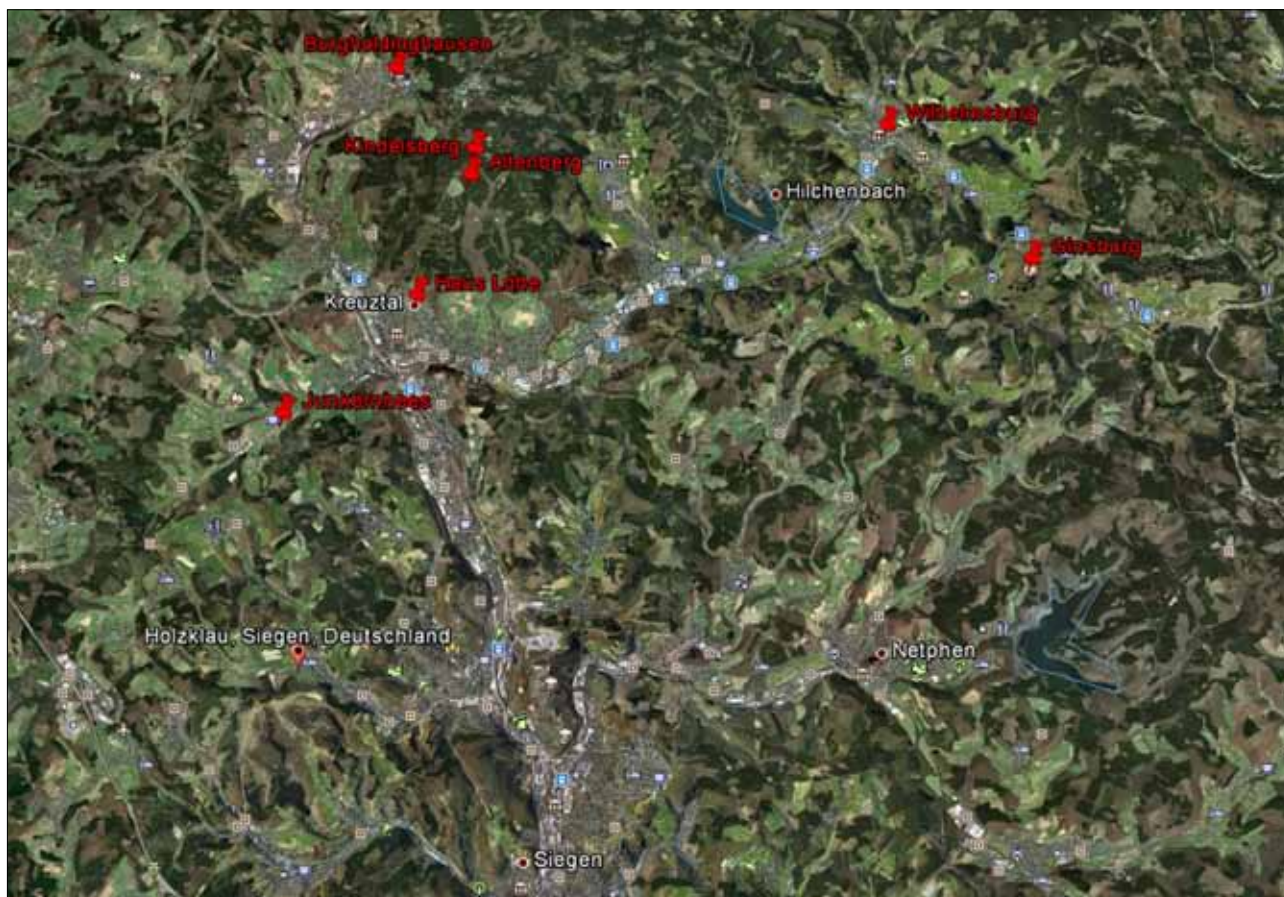 Burgholdinghausen
Wilhelmsburg
Kindelsberg
Altenberg
Hilchenbach
Ginsburg
Haus Lohe
Kreuztal
Junkernhees
Holzklau, Siegen, Deutschland
Netphen
Siegen